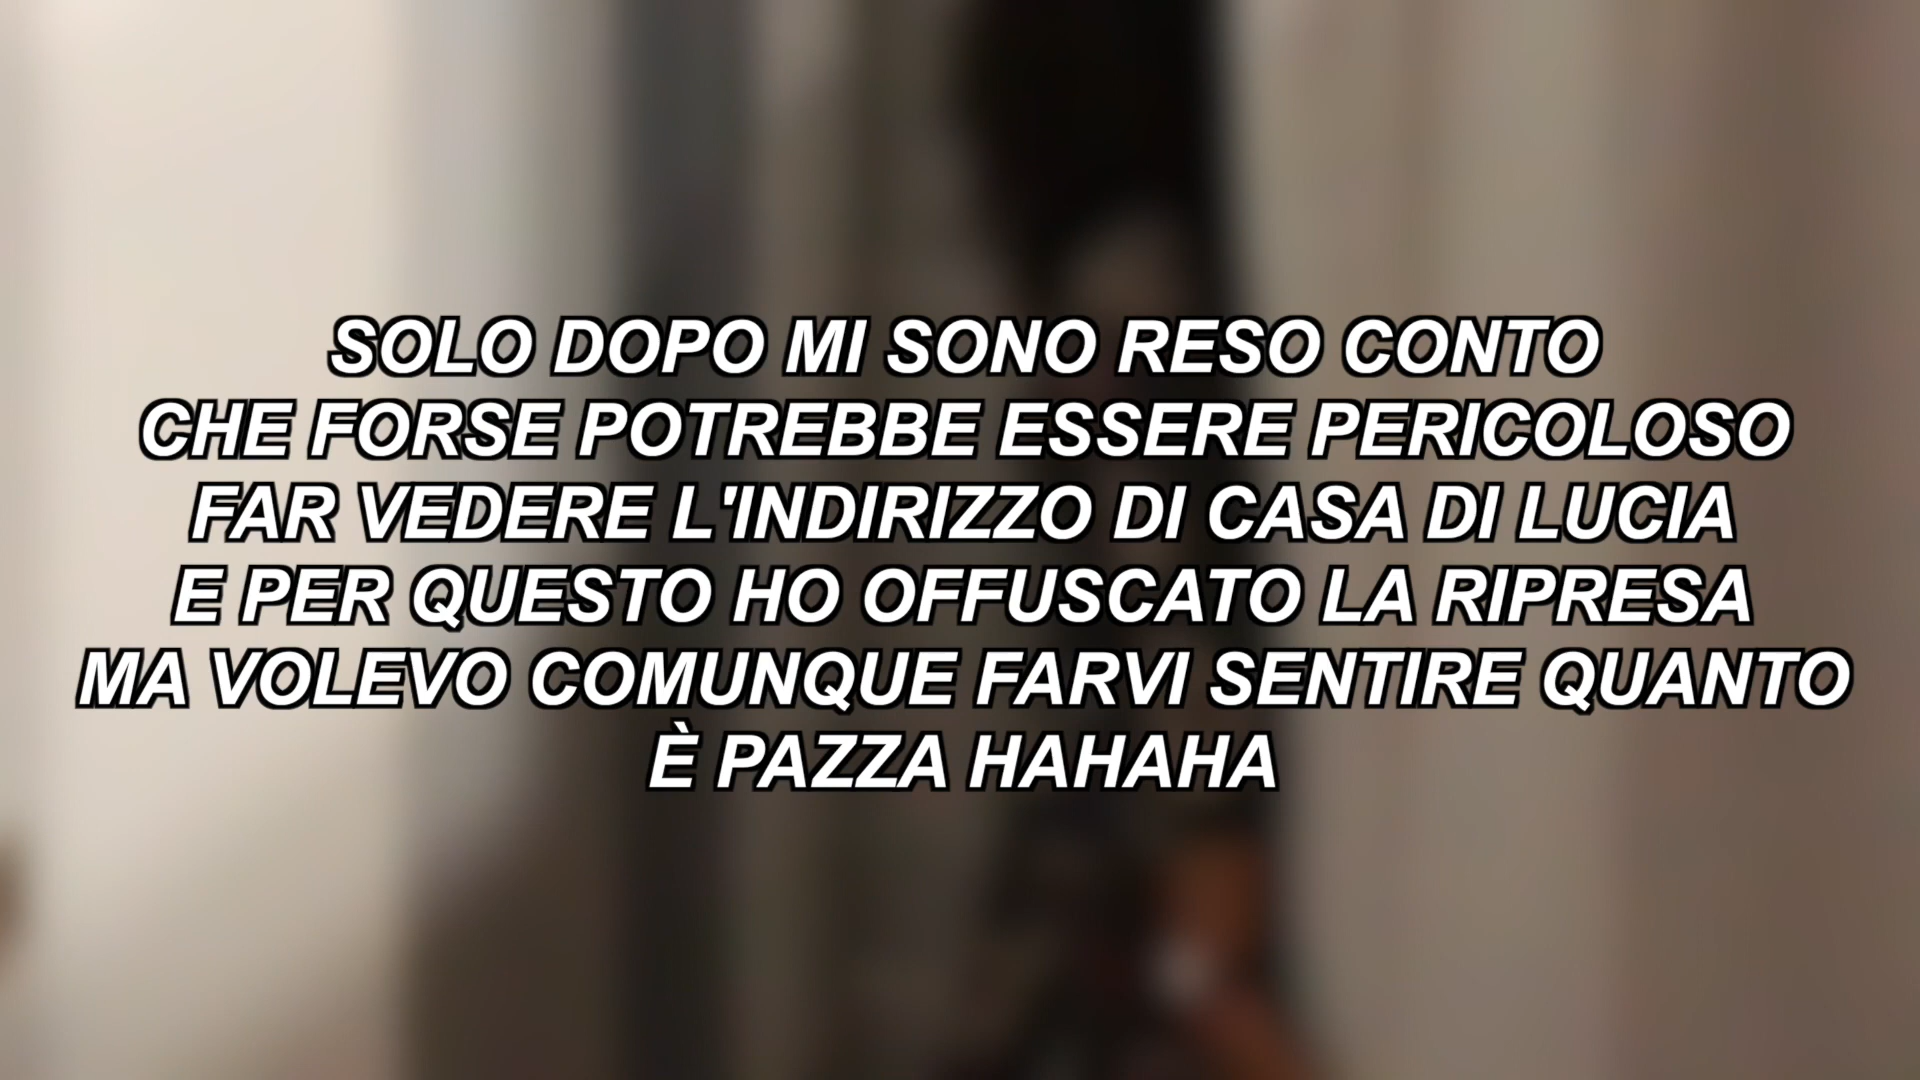 SOLO DOPO MI SONO RESO CONTO
CHE FORSE POTREBBE ESSERE PERICOLOSO
FAR VEDERE L'INDIRIZZO DI CASA DI LUCIA
E PER QUESTO HO OFFUSCATO LA RIPRESA
MA VOLEVO COMUNQUE FARVI SENTIRE QUANTO
È PAZZA HAHAHA